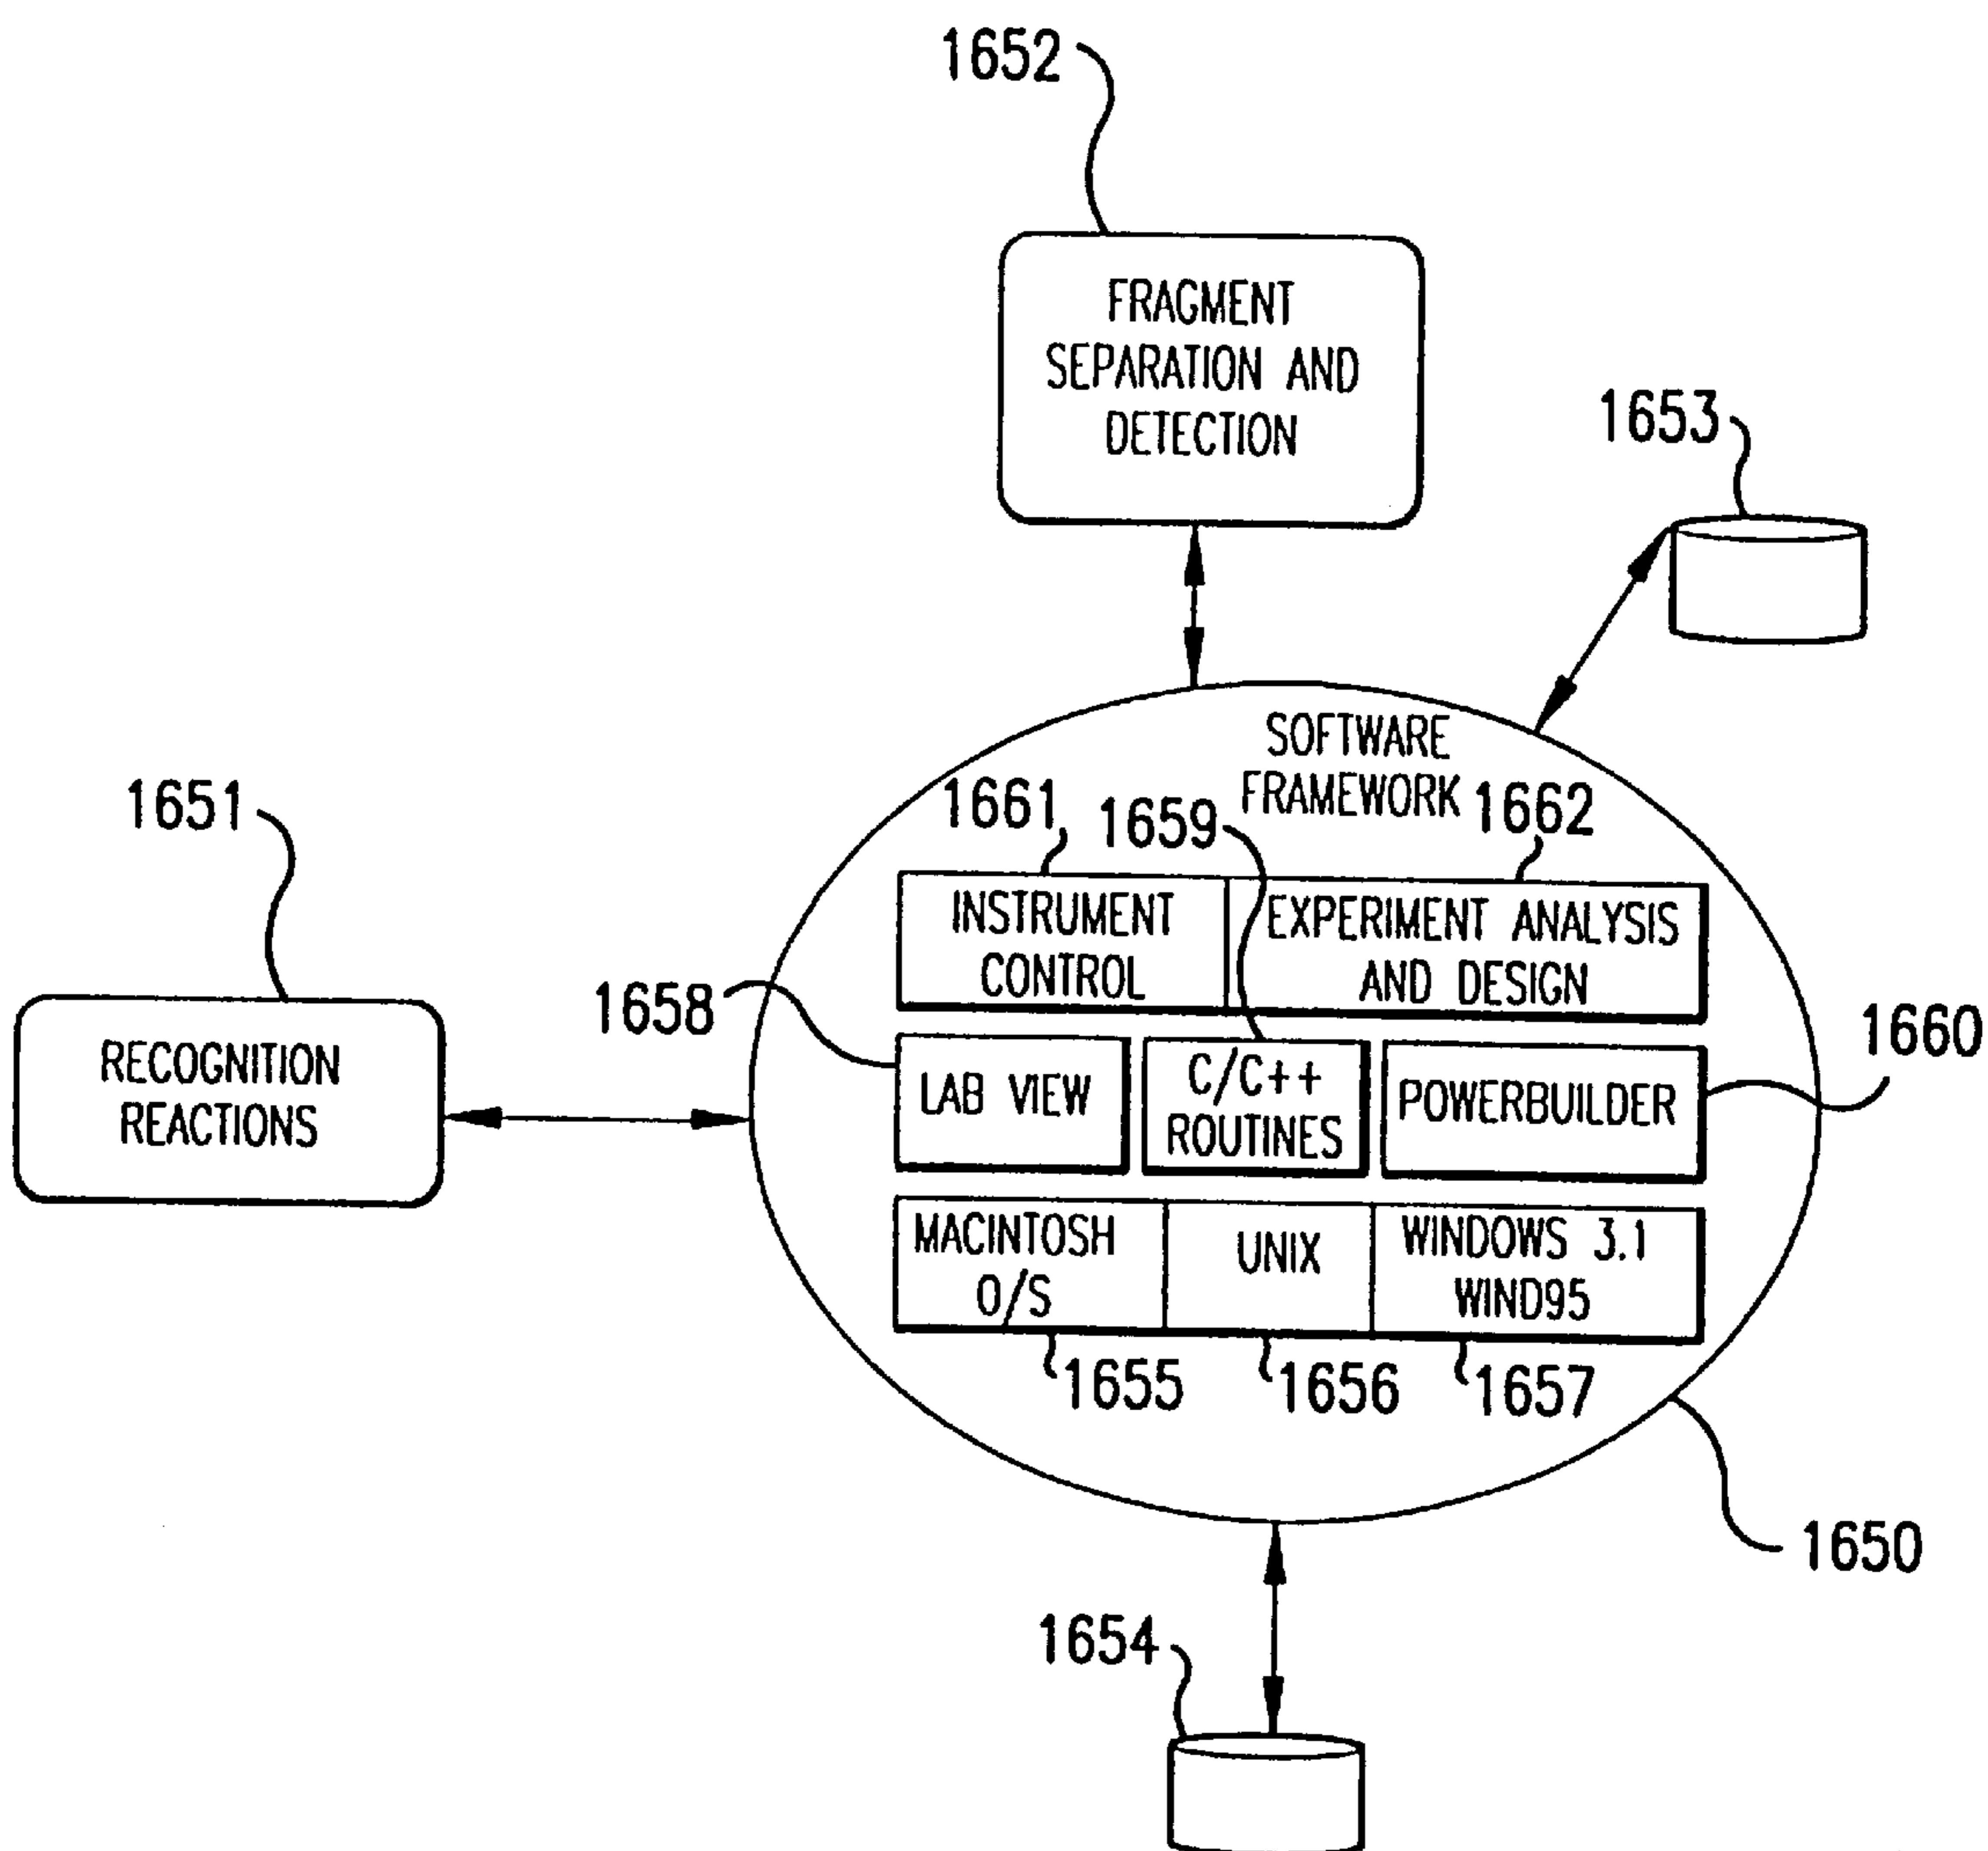 1652
FRAGMENT
SEPARATION AND
DETECTION
1653
SOFTWARE
FRAMEWORK
1651
1661
1659
1662
INSTRUMENT
CONTROL
EXPERIMENT ANALYSIS
AND DESIGN
1658
1660
RECOGNITION
REACTIONS
LAB VIEW
C/C++
ROUTINES
POWERBUILDER
MACINTOSH
O/S
UNIX
WINDOWS 3.1
WIND95
1655
1656
1657
1650
1654